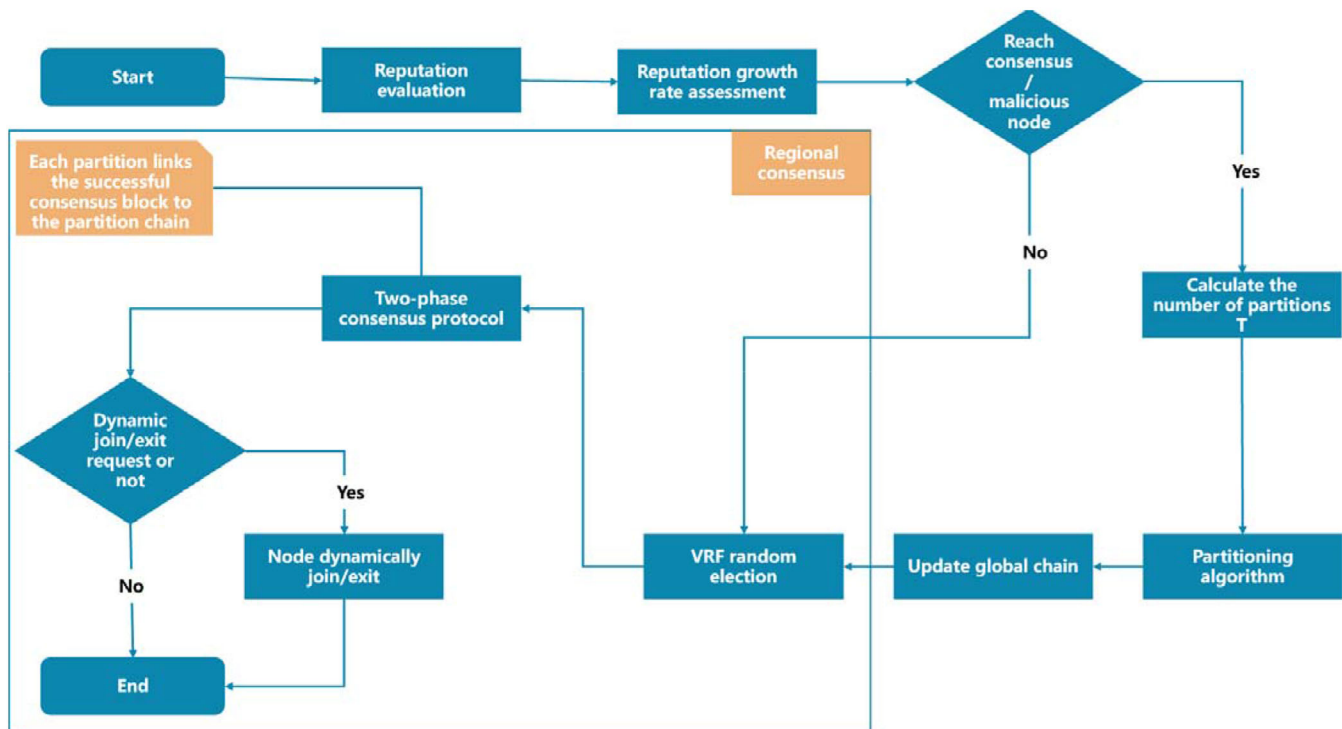 Start
Reputation
evaluation
Reputation growth
rate assessment
Reach
consensus
/
malicious
node
Yes
No
Each partition links
the successful
consensus block to
the partition chain
Regional
consensus
Calculate the
number of partitions
T
Two-phase
consensus protocol
Dynamic
join/exit
request or
not
Yes
No
Node dynamically
join/exit
VRF random
election
Update global chain
Partitioning
algorithm
End